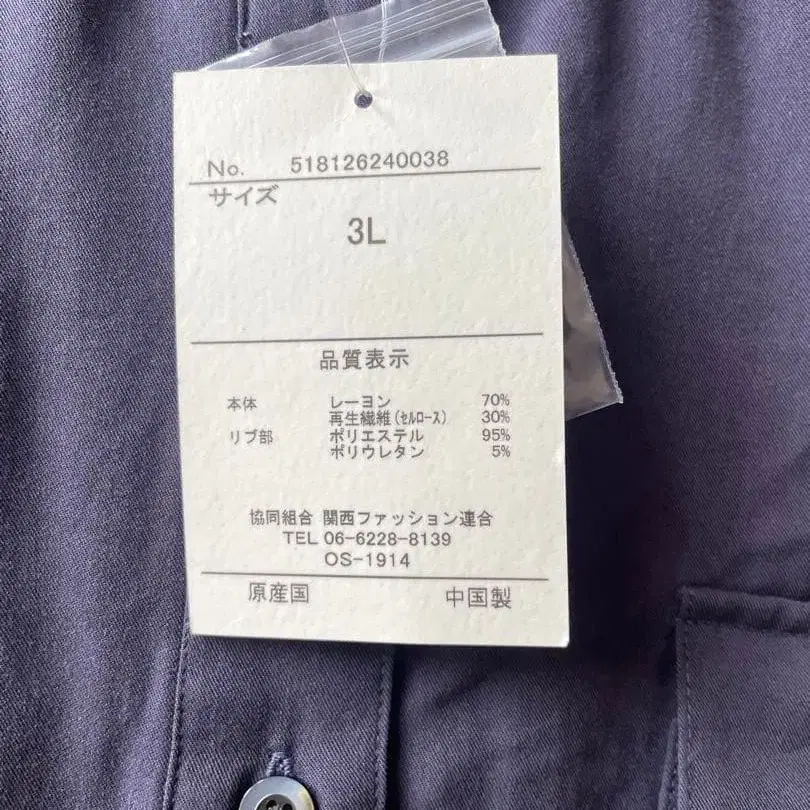 No. 518126240038
サイズ
3L
品質表示
本体 レーヨン 70%
再生繊維(ｾﾙﾛｰｽ) 30%
リブ部 ポリエステル 95%
ポリウレタン 5%
協同組合 関西ファッション連合
TEL 06-6228-8139
OS-1914
原産国 中国製